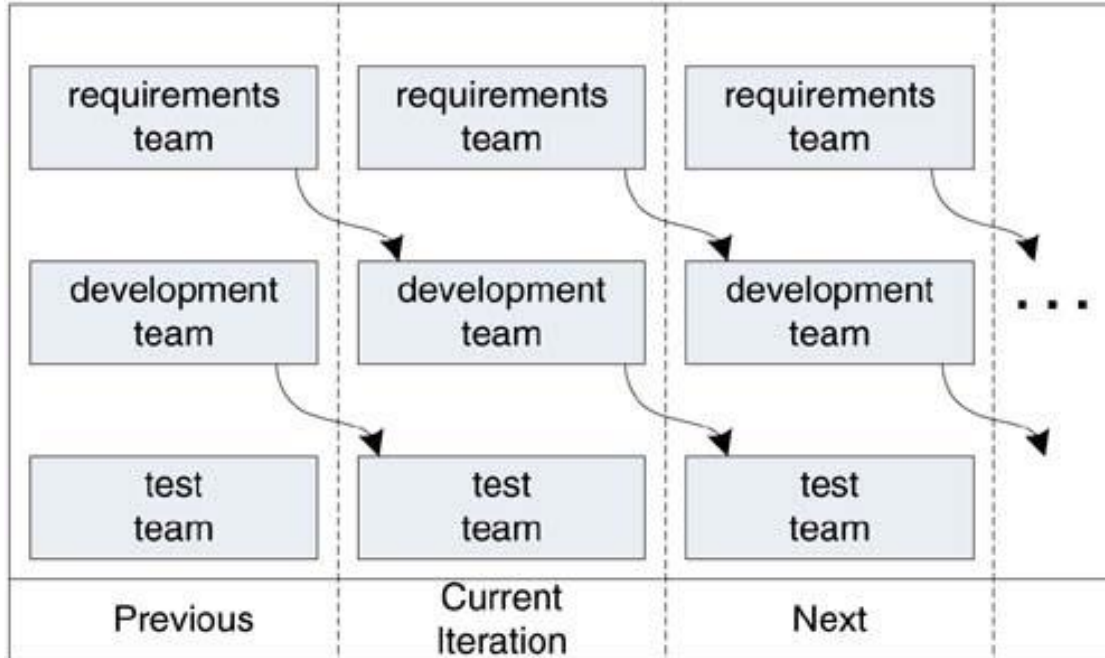 requirements
team
requirements
team
requirements
team
development
team
development
team
development
team
. . .
test
team
test
team
test
team
Previous
Current
Iteration
Next